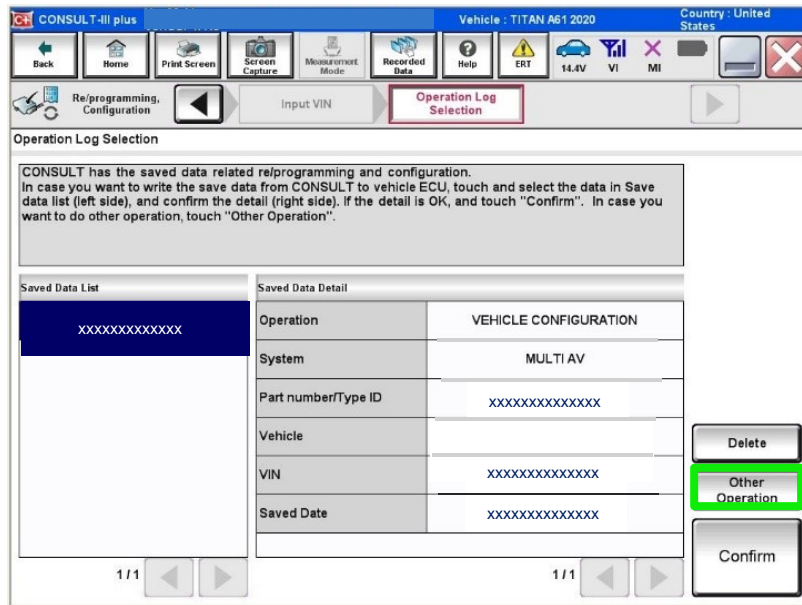 C+ CONSULT-III plus
Vehicle : TITAN A61 2020
Country : United
States
Back
Home
Print Screen
Screen
Capture
Measurement
Mode
Recorded
Data
Help
ERT
14.4V
VI
MI
Re/programming,
Configuration
Input VIN
Operation Log
Selection
Operation Log Selection
CONSULT has the saved data related re/programming and configuration.
In case you want to write the save data from CONSULT to vehicle ECU, touch and select the data in Save
data list (left side), and confirm the detail (right side). If the detail is OK, and touch "Confirm". In case you
want to do other operation, touch "Other Operation".
Saved Data List
Saved Data Detail
xxxxxxxxxxxxx
Operation
VEHICLE CONFIGURATION
System
MULTI AV
Part number/Type ID
xxxxxxxxxxxxxx
Vehicle
VIN
xxxxxxxxxxxxxx
Saved Date
xxxxxxxxxxxxxx
Delete
Other
Operation
Confirm
1/1
1/1